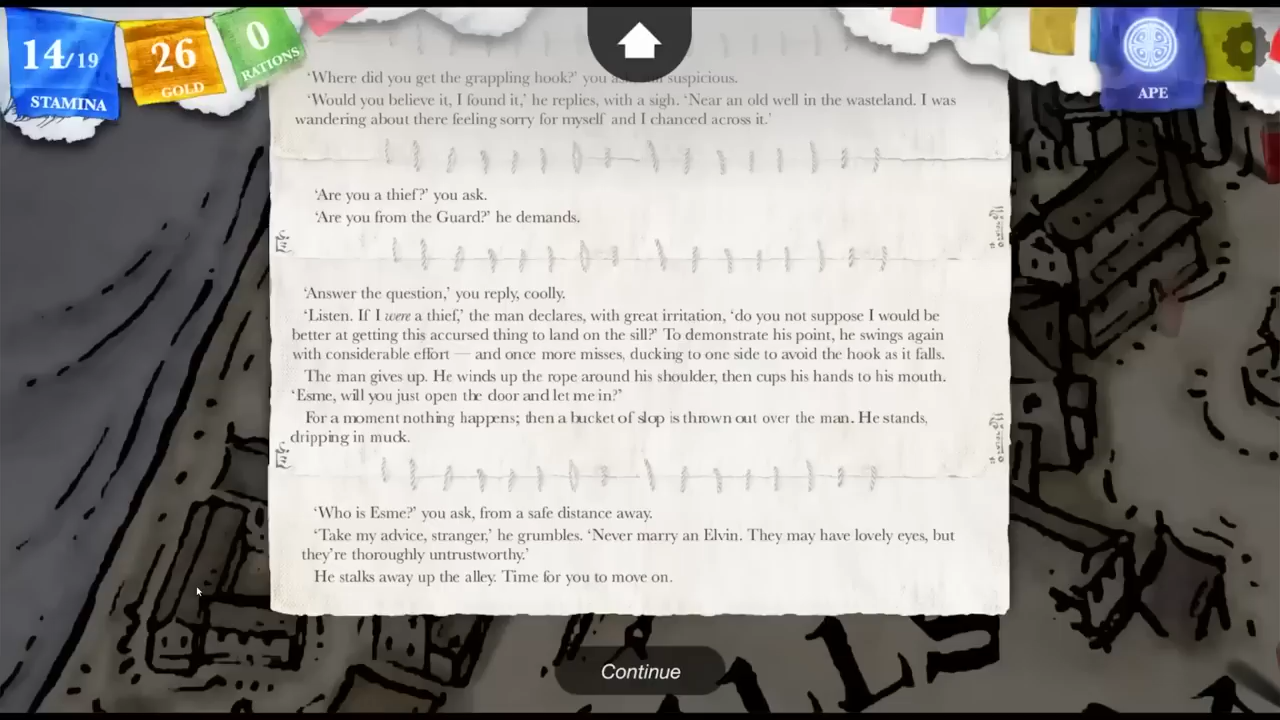 14/19
STAMINA
26
GOLD
0
RATIONS
APE
‘Where did you get the grappling hook?’ you suspicious.
‘Would you believe it, I found it,’ he replies, with a sigh. ‘Near an old well in the wasteland. I was
wandering about there feeling sorry for myself and I chanced across it.’
‘Are you a thief?’ you ask.
‘Are you from the Guard?’ he demands.
‘Answer the question,’ you reply, coolly.
‘Listen. If I were a thief,’ the man declares, with great irritation, ‘do you not suppose I would be
better at getting this accursed thing to land on the sill?’ To demonstrate his point, he swings again
with considerable effort — and once more misses, ducking to one side to avoid the hook as it falls.
The man gives up. He winds up the rope around his shoulder, then cups his hands to his mouth.
‘Esme, will you just open the door and let me in?’
For a moment nothing happens; then a bucket of slop is thrown out over the man. He stands,
dripping in muck.
‘Who is Esme?’ you ask, from a safe distance away.
‘Take my advice, stranger,’ he grumbles. ‘Never marry an Elvin. They may have lovely eyes, but
they’re thoroughly untrustworthy.’
He stalks away up the alley. Time for you to move on.
Continue